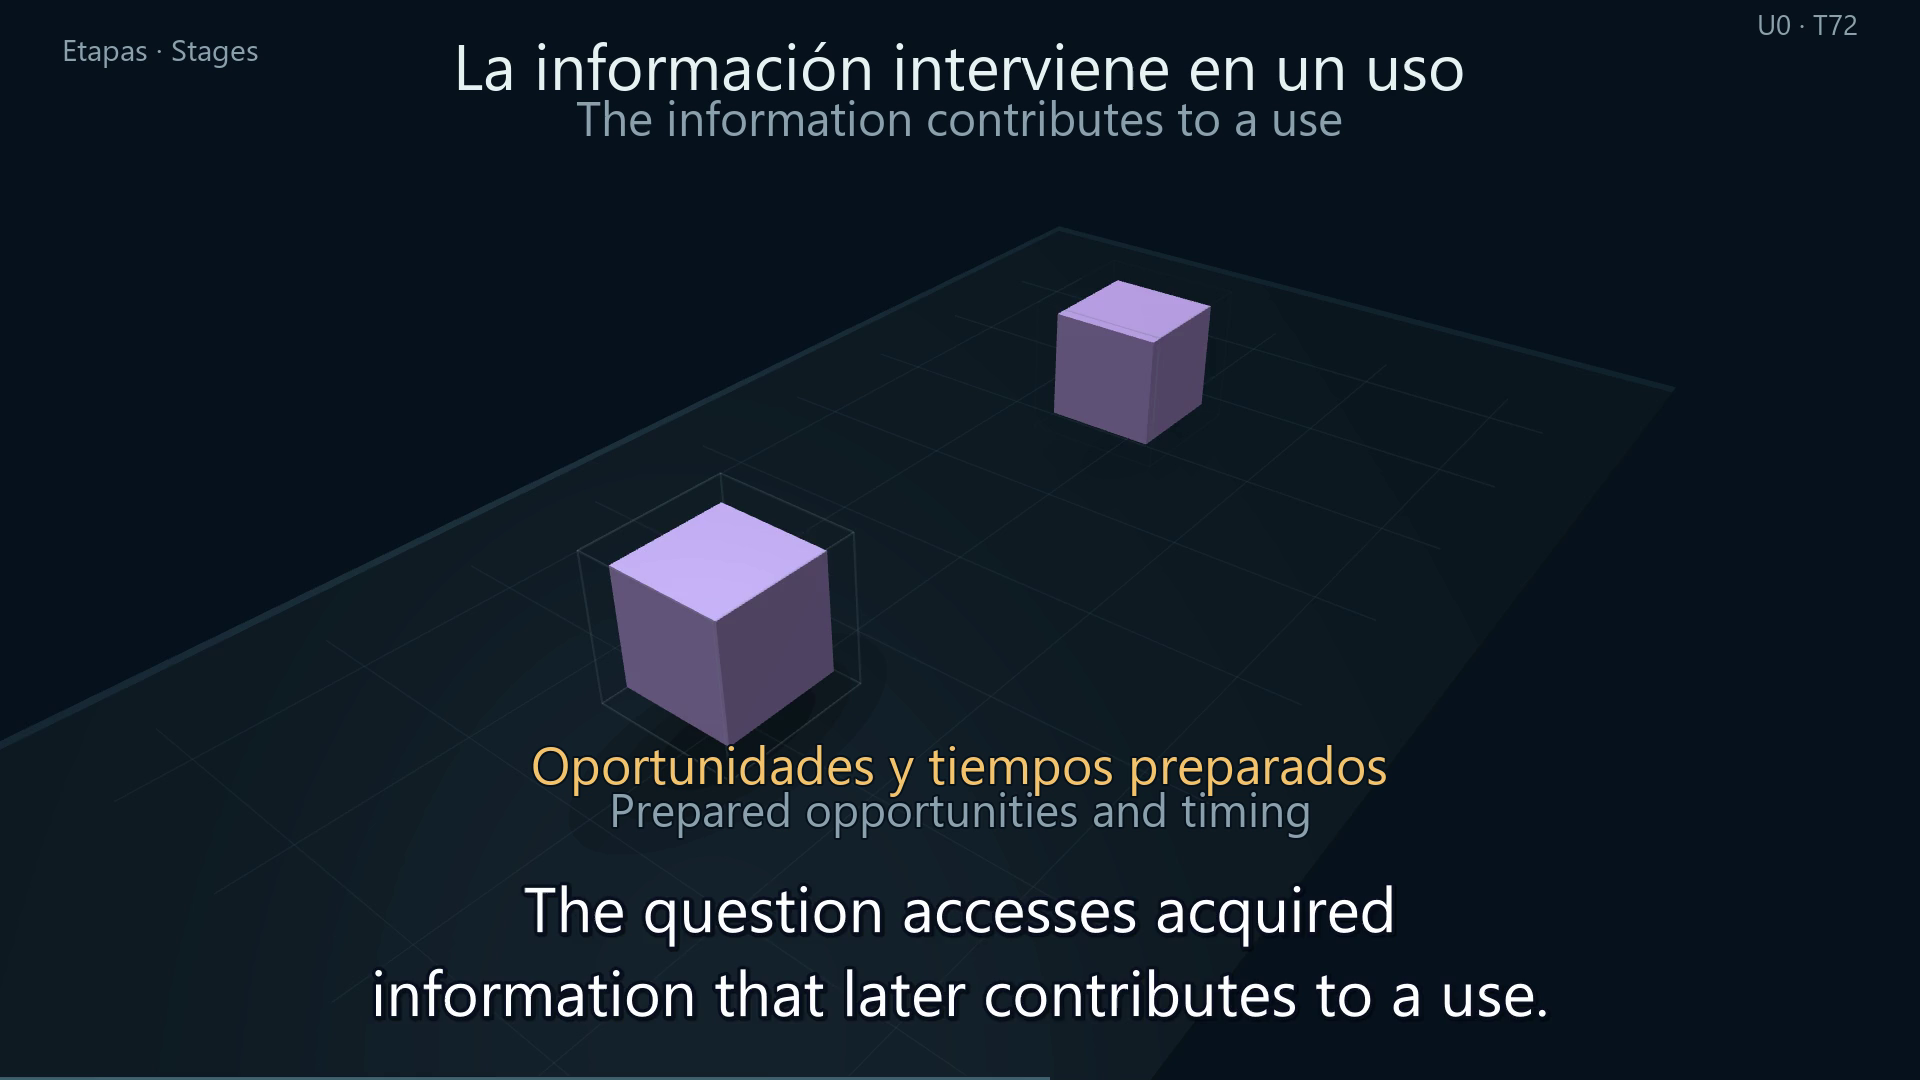 Etapas · Stages
U0 · T72
La información interviene en un uso
The information contributes to a use
Oportunidades y tiempos preparados
Prepared opportunities and timing
The question accesses acquired
information that later contributes to a use.